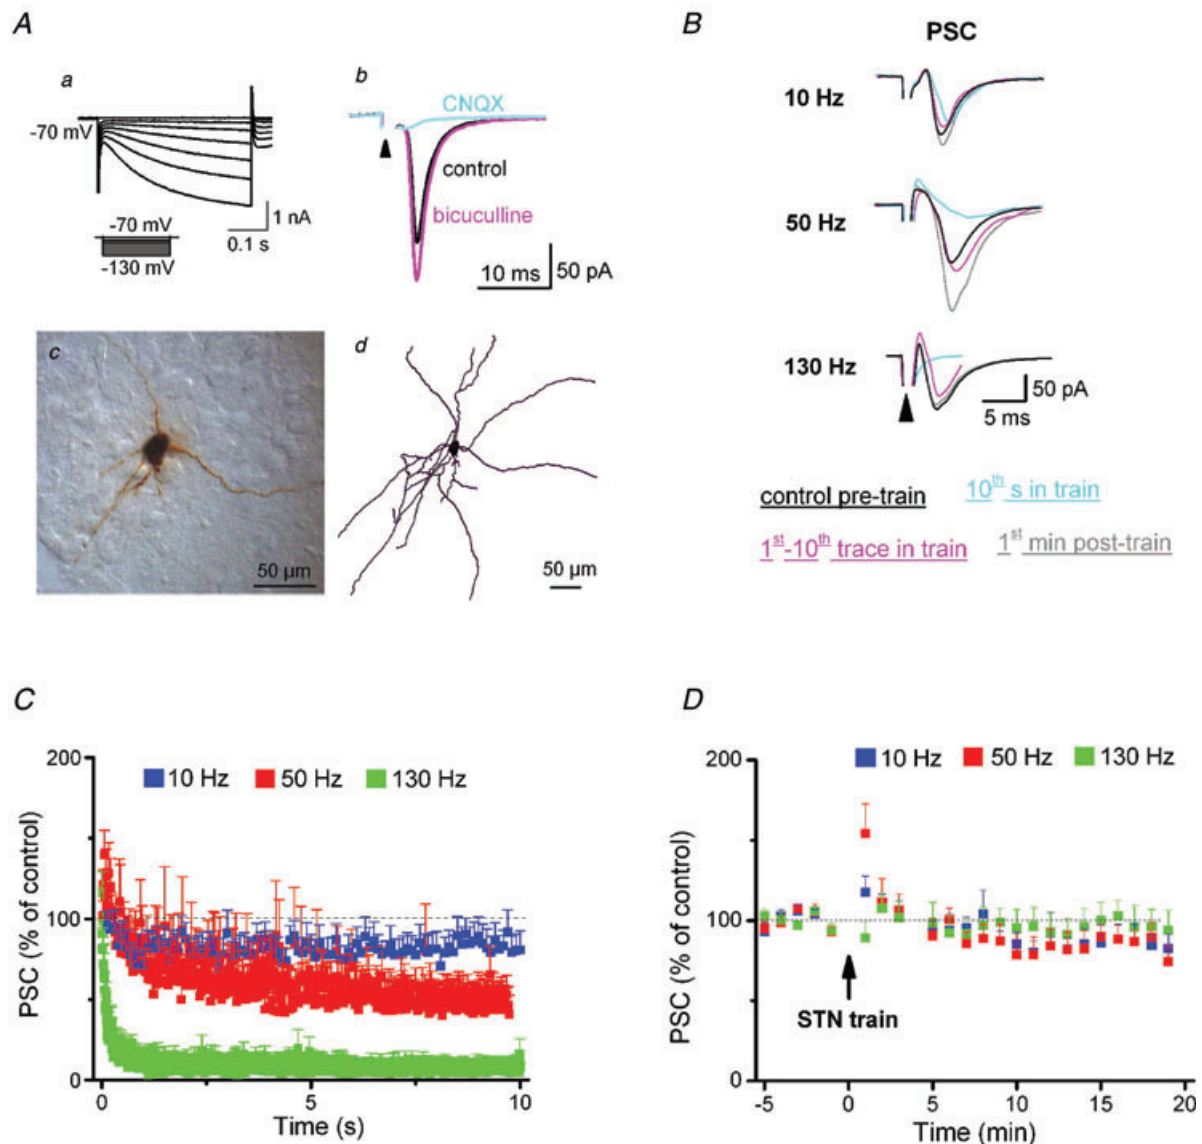 A
a
-70 mV
1 nA
0.1 s
-70 mV
-130 mV
b
CNQX
control
bicuculline
10 ms
50 pA
c
50 µm
d
50 µm
B
PSC
10 Hz
50 Hz
130 Hz
50 pA
5 ms
control pre-train
10th s in train
1st-10th trace in train
1st min post-train
C
200
10 Hz
50 Hz
130 Hz
PSC (% of control)
100
0
0
5
10
Time (s)
D
200
10 Hz
50 Hz
130 Hz
PSC (% of control)
100
STN train
0
-5
0
5
10
15
20
Time (min)